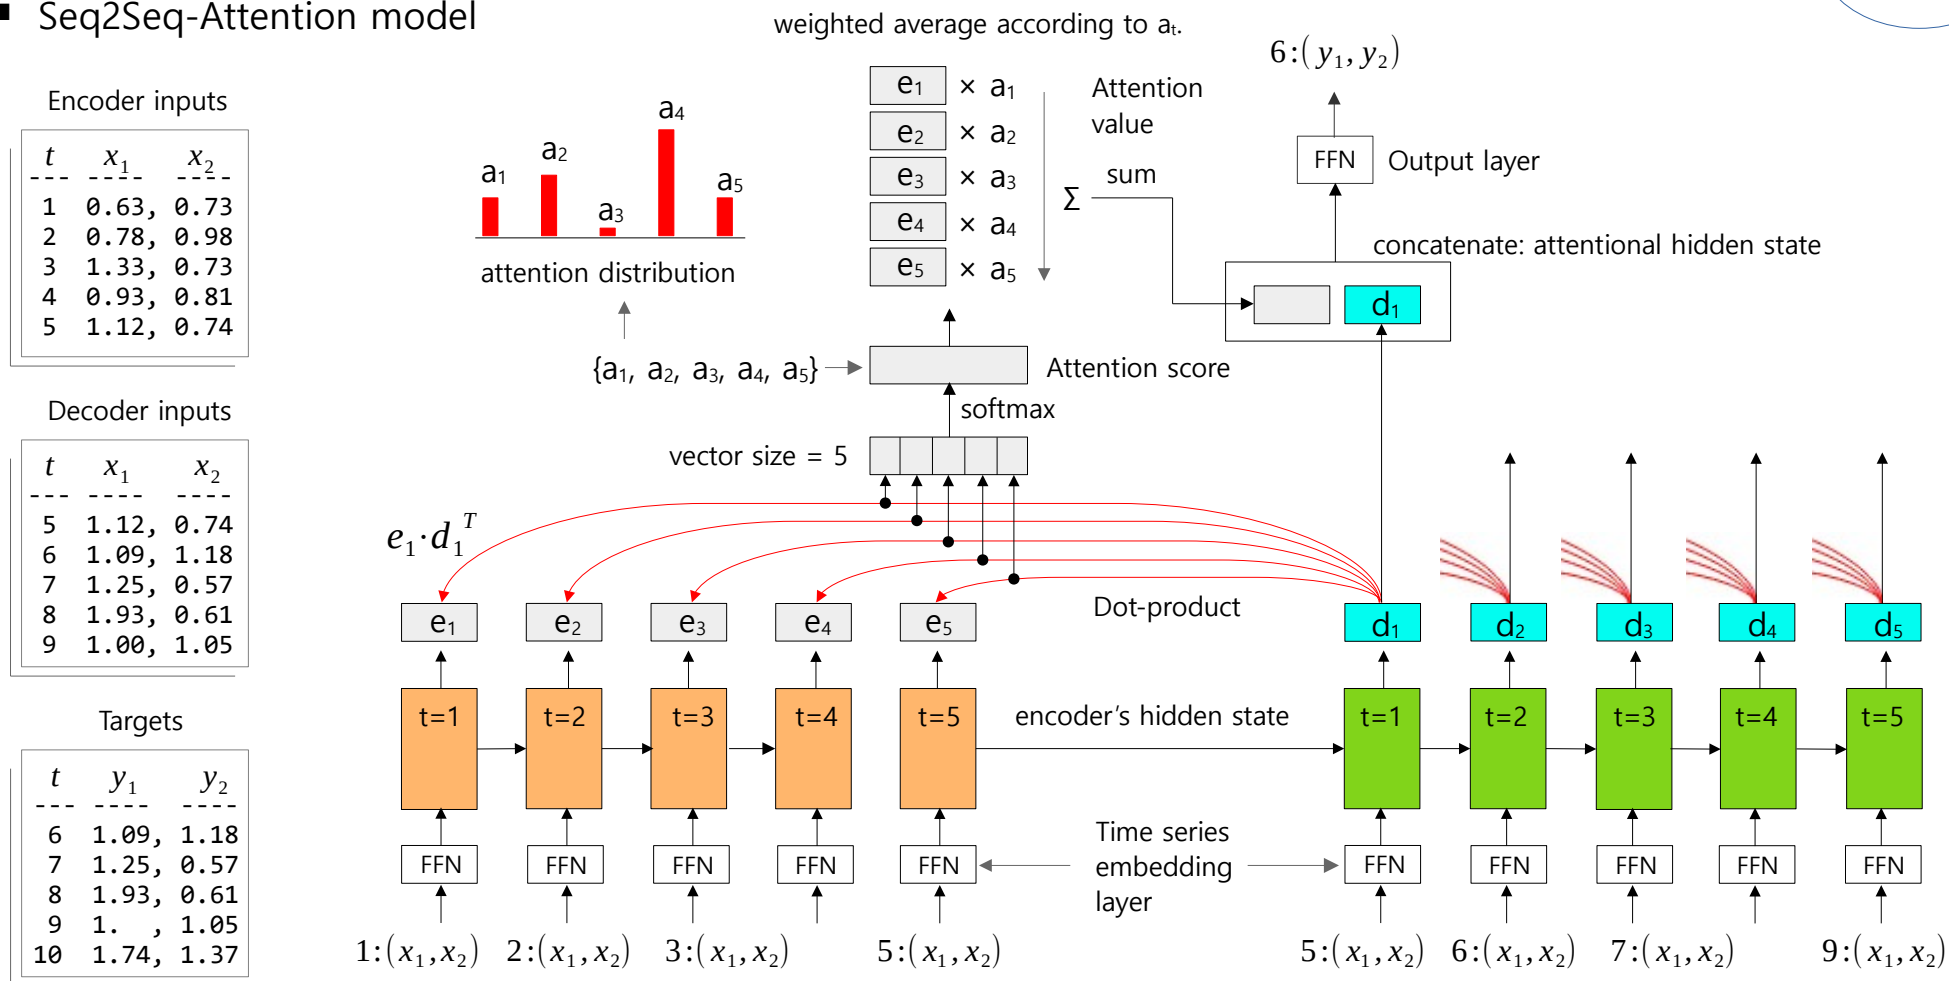 ▪ Seq2Seq-Attention model
Encoder inputs
t x₁ x₂
--- ---- ----
1 0.63, 0.73
2 0.78, 0.98
3 1.33, 0.73
4 0.93, 0.81
5 1.12, 0.74
Decoder inputs
t x₁ x₂
--- ---- ----
5 1.12, 0.74
6 1.09, 1.18
7 1.25, 0.57
8 1.93, 0.61
9 1.00, 1.05
Targets
t y₁ y₂
--- ---- ----
6 1.09, 1.18
7 1.25, 0.57
8 1.93, 0.61
9 1. , 1.05
10 1.74, 1.37
a₁ a₂ a₃ a₄ a₅
attention distribution
{a₁, a₂, a₃, a₄, a₅}
weighted average according to aₜ.
e₁ × a₁
e₂ × a₂
e₃ × a₃
e₄ × a₄
e₅ × a₅
Attention
value
Σ
sum
Attention score
softmax
vector size = 5
6:(y₁, y₂)
FFN
Output layer
concatenate: attentional hidden state
d₁
e₁·d₁ᵀ
Dot-product
e₁ e₂ e₃ e₄ e₅ d₁ d₂ d₃ d₄ d₅
t=1 t=2 t=3 t=4 t=5 encoder's hidden state t=1 t=2 t=3 t=4 t=5
Time series
embedding
layer
FFN FFN FFN FFN FFN FFN FFN FFN FFN FFN
1:(x₁, x₂) 2:(x₁, x₂) 3:(x₁, x₂) 5:(x₁, x₂) 5:(x₁, x₂) 6:(x₁, x₂) 7:(x₁, x₂) 9:(x₁, x₂)